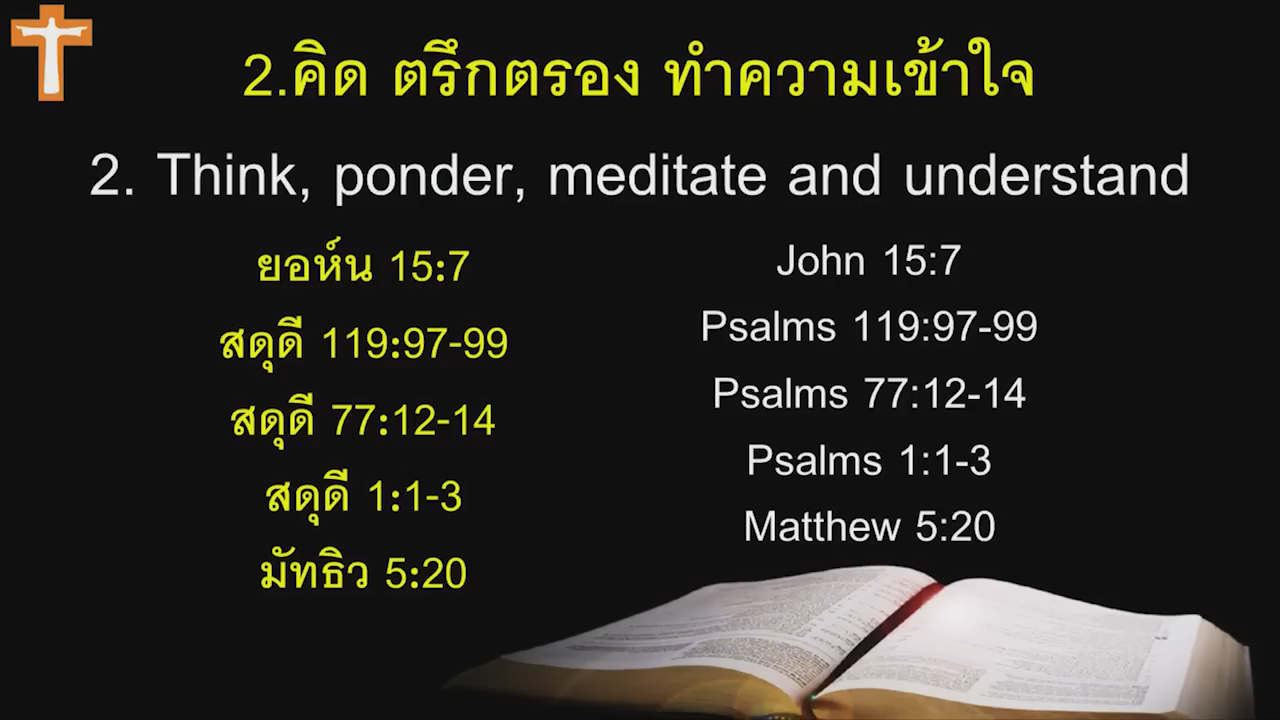 2.คิด ตรึกตรอง ทำความเข้าใจ
2. Think, ponder, meditate and understand
ยอห์น 15:7
สดุดี 119:97-99
สดุดี 77:12-14
สดุดี 1:1-3
มัทธิว 5:20
John 15:7
Psalms 119:97-99
Psalms 77:12-14
Psalms 1:1-3
Matthew 5:20